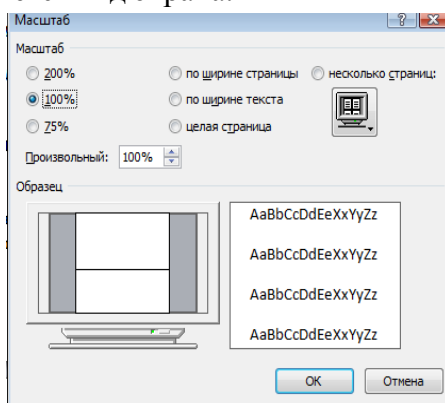 Масштаб
Масштаб
200% по ширине страницы несколько страниц:
100% по ширине текста
75% целая страница
Произвольный: 100%
Образец
AaBbCcDdEeXxYyZz
AaBbCcDdEeXxYyZz
AaBbCcDdEeXxYyZz
AaBbCcDdEeXxYyZz
OK Отмена